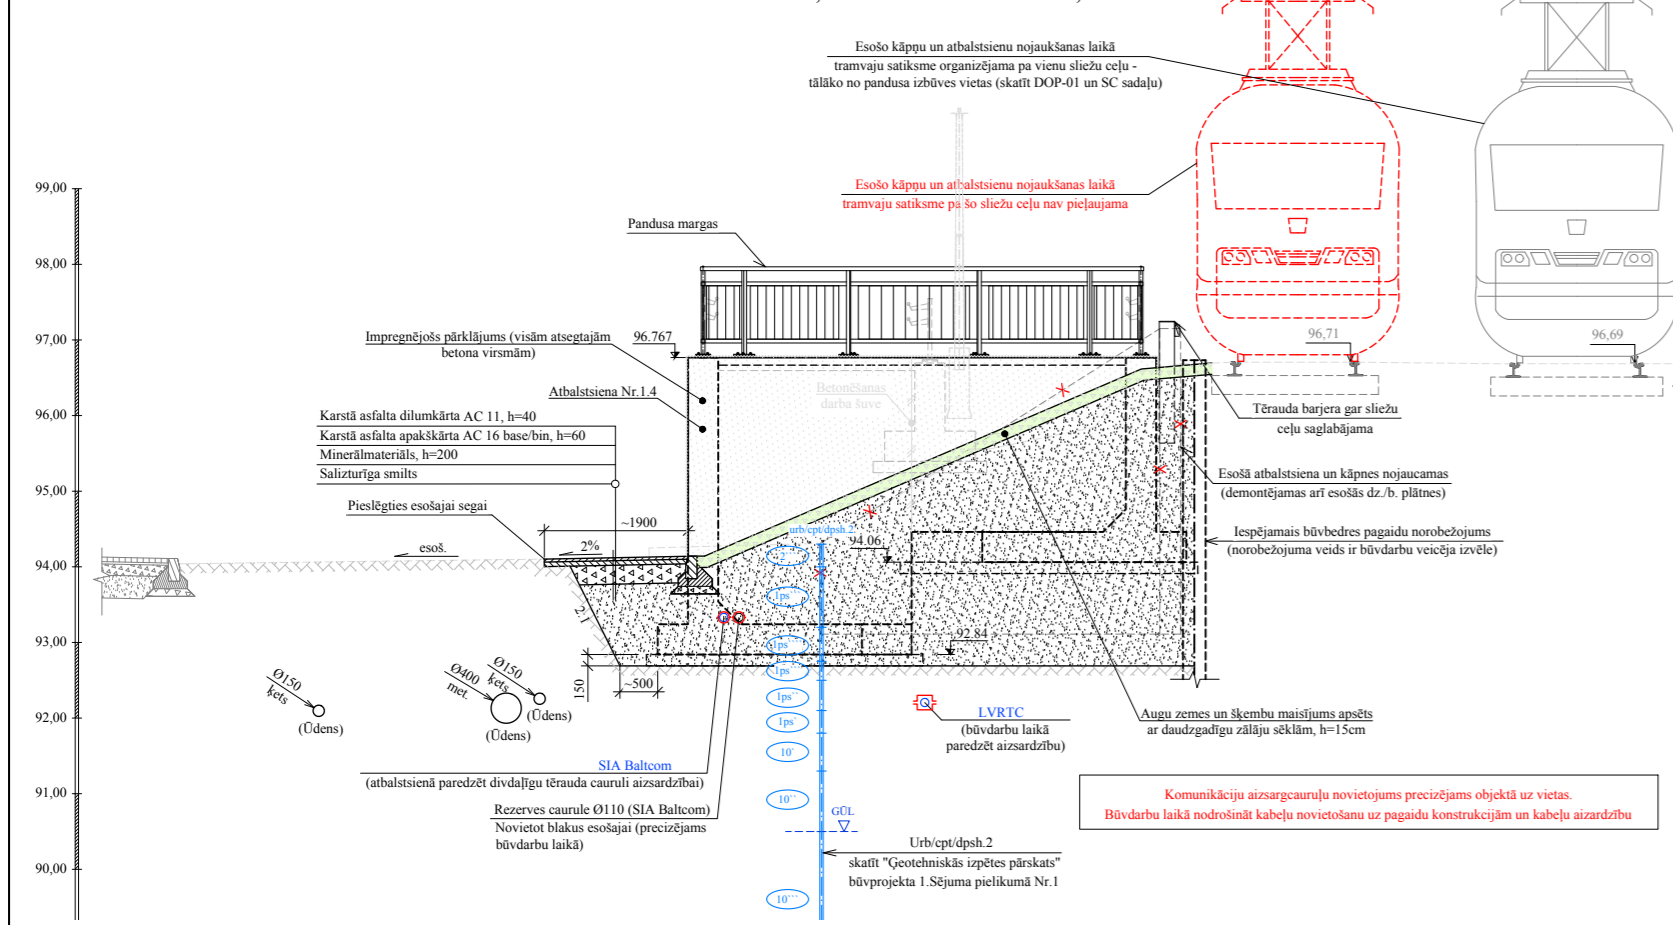 Esošo kāpņu un atbalstsienu nojaukšanas laikā
tramvaju satiksme organizējama pa vienu sliežu ceļu -
tālāko no pandusa izbūves vietas (skatīt DOP-01 un SC sadaļu)
Esošo kāpņu un atbalstsienu nojaukšanas laikā
tramvaju satiksme pa šo sliežu ceļu nav pieļaujama
99,00
98,00
97,00
96,00
95,00
94,00
93,00
92,00
91,00
90,00
Pandusa margas
96,71
96,69
Impregnējošs pārklājums (visām atsegtajām
betona virsmām)
96.767
Atbalstsiena Nr.1.4
Betonēšanas
darba šuve
Karstā asfalta dilumkārta AC 11, h=40
Karstā asfalta apakškārta AC 16 base/bin, h=60
Minerālmateriāls, h=200
Salizturīga smilts
Pieslēgties esošajai segai
Tērauda barjera gar sliežu
ceļu saglabājama
Esošā atbalstsiena un kāpnes nojaucamas
(demontējamas arī esošās dz./b. plātnes)
Iespējamais būvbedres pagaidu norobežojums
(norobežojuma veids ir būvdarbu veicēja izvēle)
~1900
2%
esoš.
urb/cpt/dpsh.2
94.06
1ps```
2:1
92.84
1ps``
1ps`
10`
10``
10```
150
~500
Ø150
ķets
(Ūdens)
Ø400
met.
(Ūdens)
Ø150
ķets
(Ūdens)
LVRTC
(būvdarbu laikā
paredzēt aizsardzību)
Augu zemes un šķembu maisījums apsēts
ar daudzgadīgu zālāju sēklām, h=15cm
SIA Baltcom
(atbalstsienā paredzēt divdaļīgu tērauda cauruli aizsardzībai)
Rezerves caurule Ø110 (SIA Baltcom)
Novietot blakus esošajai (precizējams
būvdarbu laikā)
GŪL
Urb/cpt/dpsh.2
skatīt "Ģeotehniskās izpētes pārskats"
būvprojekta 1.Sējuma pielikumā Nr.1
Komunikāciju aizsargcauruļu novietojums precizējams objektā uz vietas.
Būvdarbu laikā nodrošināt kabeļu novietošanu uz pagaidu konstrukcijām un kabeļu aizardzību